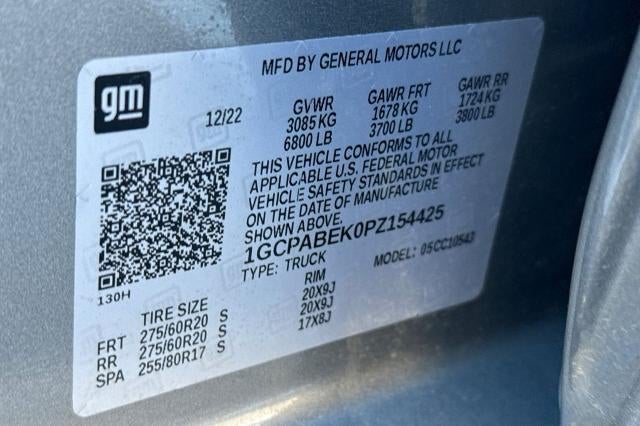 MFD BY GENERAL MOTORS LLC
gm
12/22
GVWR GAWR FRT GAWR RR
3085 KG 1678 KG 1724 KG
6800 LB 3700 LB 3800 LB
THIS VEHICLE CONFORMS TO ALL
APPLICABLE U.S. FEDERAL MOTOR
VEHICLE SAFETY STANDARDS IN EFFECT
ON THE DATE OF MANUFACTURE
SHOWN ABOVE.
1GCPABEK0PZ154425
TYPE: TRUCK MODEL: 05CC10543
130H
TIRE SIZE RIM
FRT 275/60R20 S 20X9J
RR 275/60R20 S 20X9J
SPA 255/80R17 S 17X8J